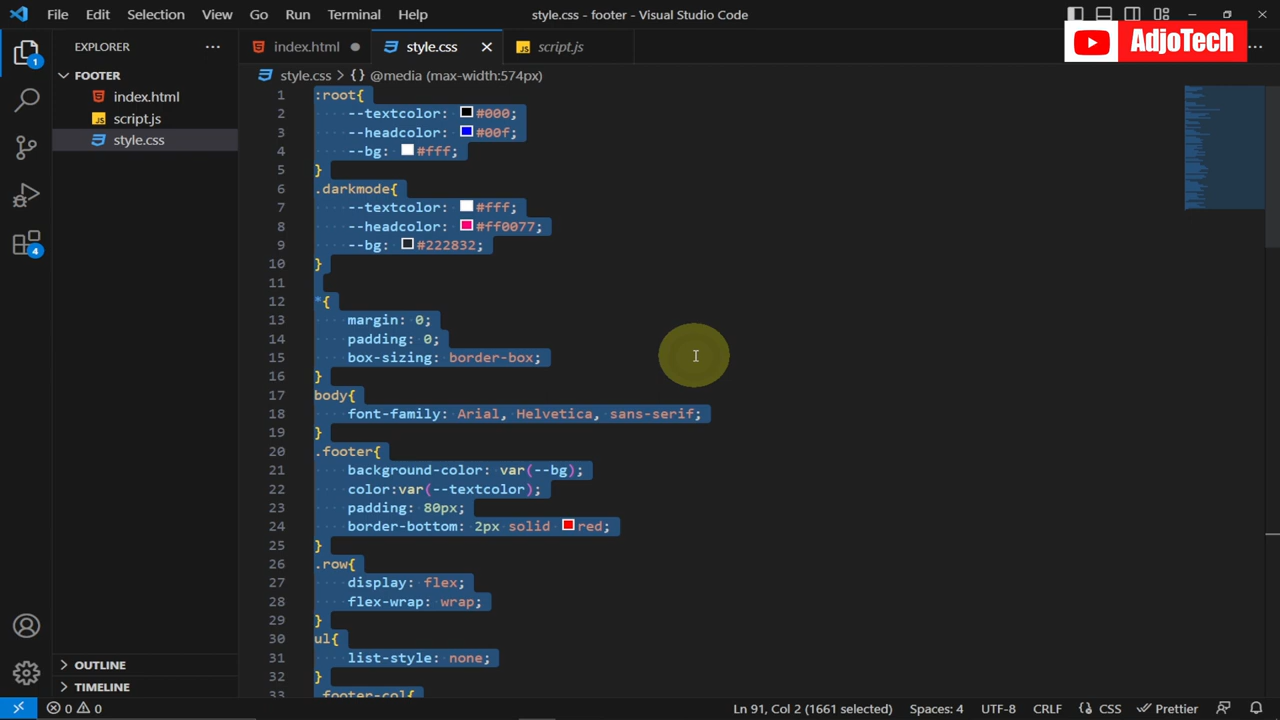 File Edit Selection View Go Run Terminal Help
style.css - footer - Visual Studio Code
AdjoTech
EXPLORER
index.html
style.css
script.js
FOOTER
style.css > {} @media (max-width:574px)
index.html
script.js
style.css
1 :root{
2 --textcolor: #000;
3 --headcolor: #00f;
4 --bg: #fff;
5 }
6 .darkmode{
7 --textcolor: #fff;
8 --headcolor: #ff0077;
9 --bg: #222832;
10 }
11
12 *{
13 margin: 0;
14 padding: 0;
15 box-sizing: border-box;
16 }
17 body{
18 font-family: Arial, Helvetica, sans-serif;
19 }
20 .footer{
21 background-color: var(--bg);
22 color:var(--textcolor);
23 padding: 80px;
24 border-bottom: 2px solid red;
25 }
26 .row{
27 display: flex;
28 flex-wrap: wrap;
29 }
30 ul{
31 list-style: none;
32 }
33 .footer-col{
1
4
OUTLINE
TIMELINE
0 0
Ln 91, Col 2 (1661 selected)
Spaces: 4
UTF-8
CRLF
{} CSS
Prettier